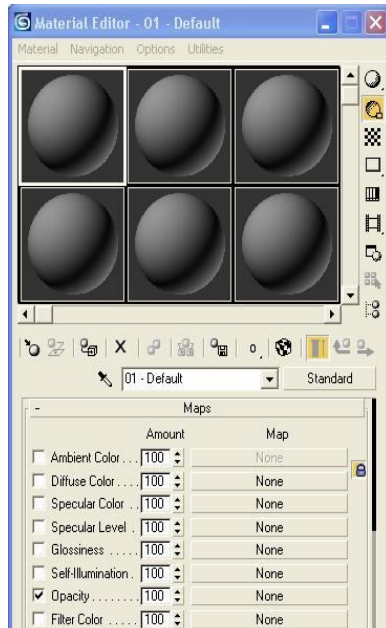 Material Editor - 01 - Default
Material Navigation Options Utilities
01 - Default Standard
- Maps
Amount Map
Ambient Color . . . 100 None
Diffuse Color . . . . 100 None
Specular Color . . 100 None
Specular Level . 100 None
Glossiness . . . . . 100 None
Self-Illumination . 100 None
Opacity . . . . . . . . 100 None
Filter Color . . . . . 100 None